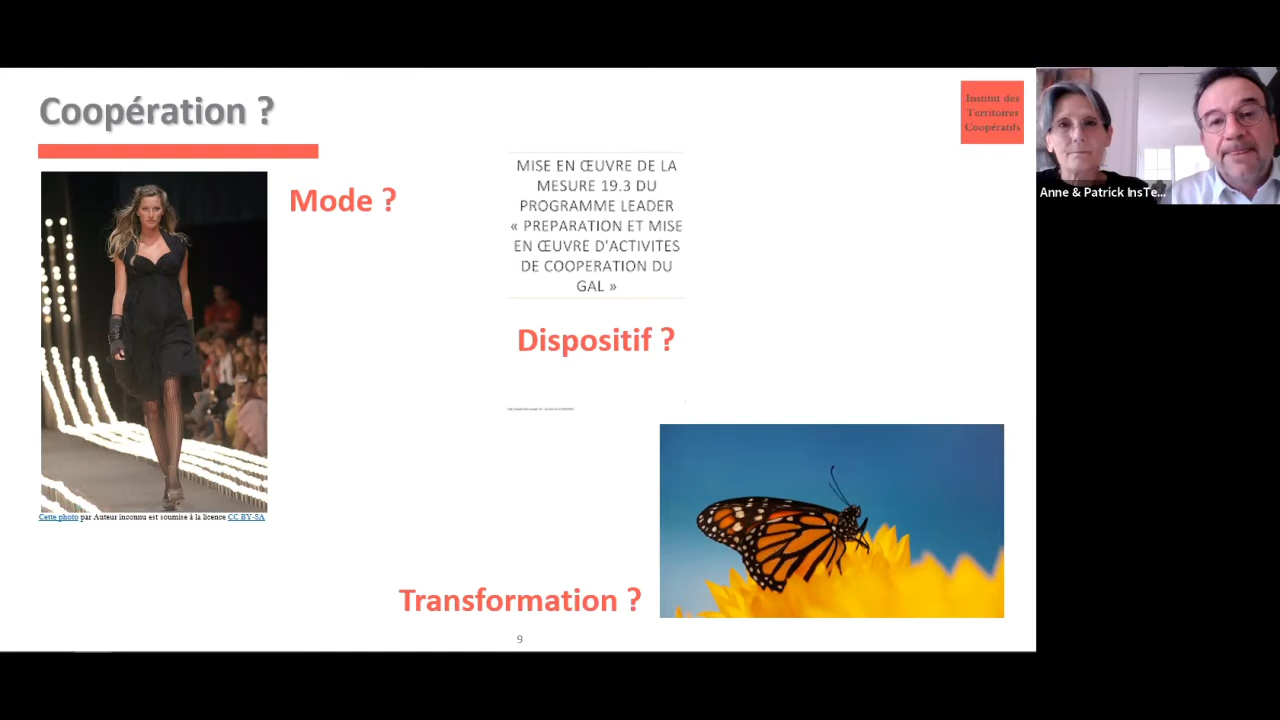 Coopération ?
Institut des
Territoires
Coopératifs
Anne & Patrick InsTe...
Mode ?
MISE EN ŒUVRE DE LA
MESURE 19.3 DU
PROGRAMME LEADER
« PREPARATION ET MISE
EN ŒUVRE D'ACTIVITES
DE COOPERATION DU
GAL »
Dispositif ?
Cette photo par Auteur inconnu est soumise à la licence CC BY-SA
Transformation ?
9